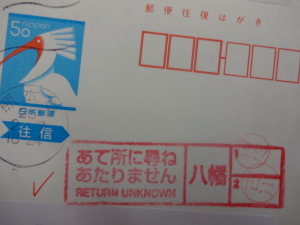 郵便往復はがき
50 nippon
日本郵便
往信
あて所に尋ね
あたりません
RETURN UNKNOWN
八幡
1
2